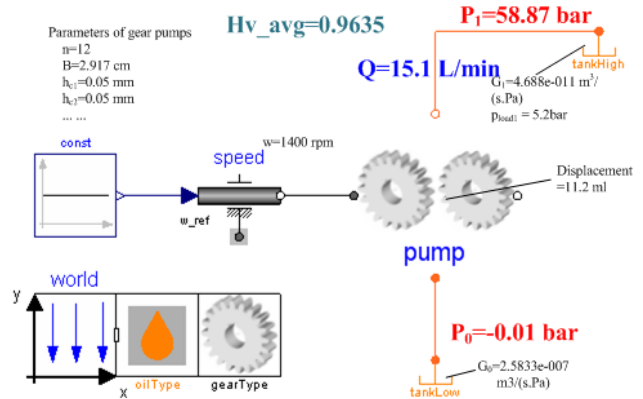 Parameters of gear pumps
n=12
B=2.917 cm
hc1=0.05 mm
hc2=0.05 mm
... ...
Hv_avg=0.9635
P1=58.87 bar
Q=15.1 L/min
tankHigh
G1=4.688e-011 m³/
(s.Pa)
pload1 = 5.2bar
const
speed
w=1400 rpm
w_ref
Displacement
=11.2 ml
pump
world
y
x
oilType
gearType
P0=-0.01 bar
G0=2.5833e-007
m3/(s.Pa)
tankLow